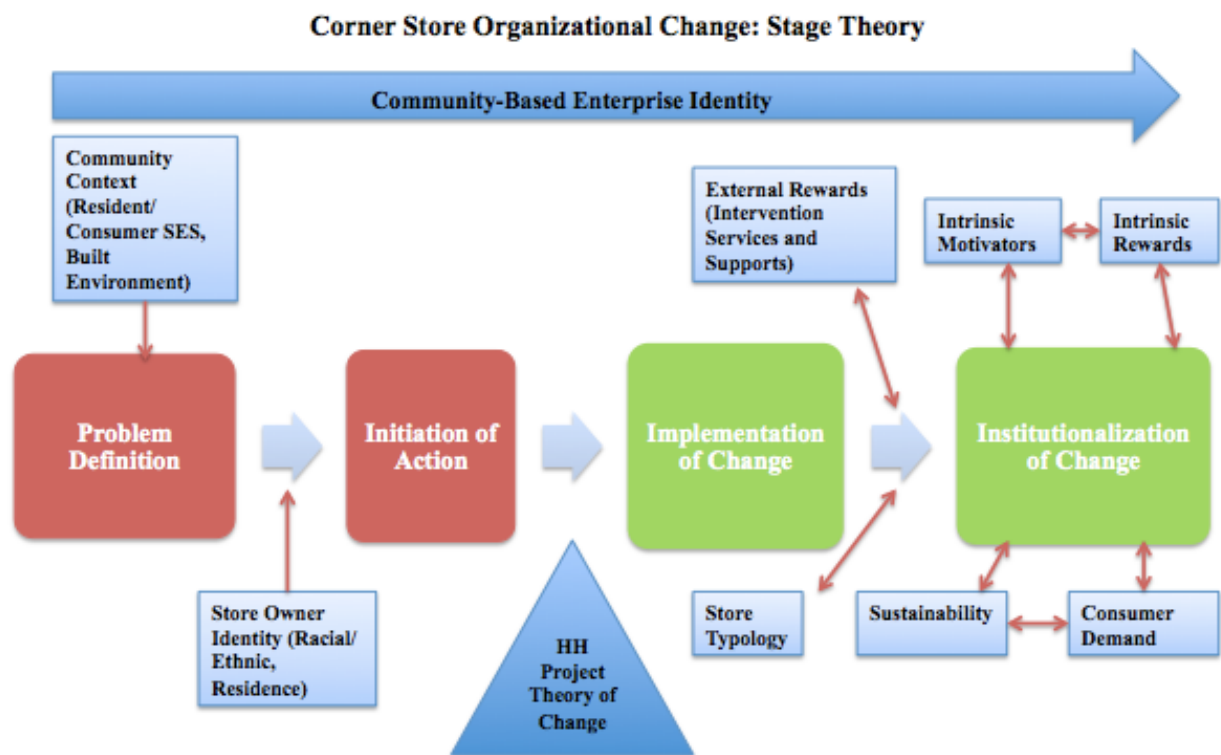 Corner Store Organizational Change: Stage Theory
Community-Based Enterprise Identity
Community
Context
(Resident/
Consumer SES,
Built
Environment)
External Rewards
(Intervention
Services and
Supports)
Intrinsic
Motivators
Intrinsic
Rewards
Problem
Definition
Initiation of
Action
Implementation
of Change
Institutionalization
of Change
Store Owner
Identity (Racial/
Ethnic,
Residence)
HH
Project
Theory of
Change
Store
Typology
Sustainability
Consumer
Demand